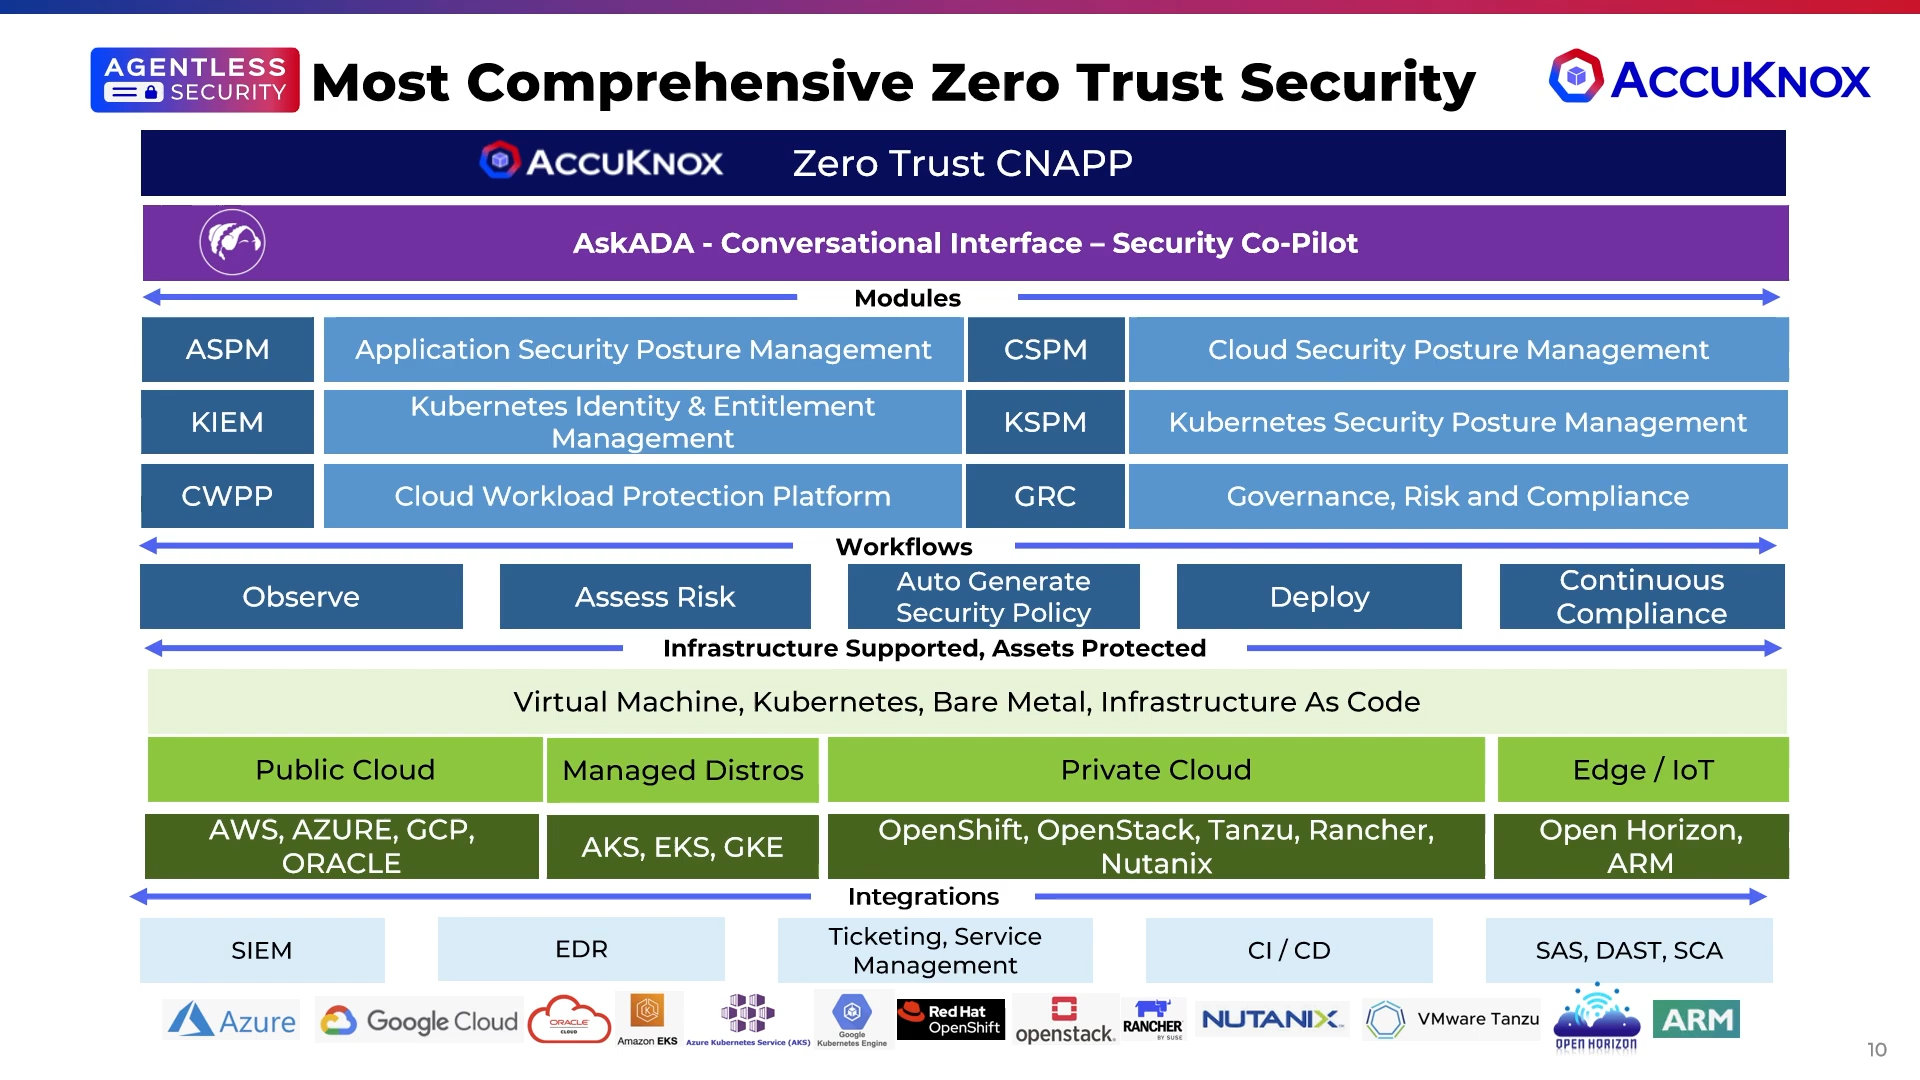 AGENTLESS
SECURITY
Most Comprehensive Zero Trust Security
ACCUKNOX
ACCUKNOX Zero Trust CNAPP
AskADA - Conversational Interface – Security Co-Pilot
Modules
ASPM
Application Security Posture Management
CSPM
Cloud Security Posture Management
KIEM
Kubernetes Identity & Entitlement
Management
KSPM
Kubernetes Security Posture Management
CWPP
Cloud Workload Protection Platform
GRC
Governance, Risk and Compliance
Workflows
Observe
Assess Risk
Auto Generate
Security Policy
Deploy
Continuous
Compliance
Infrastructure Supported, Assets Protected
Virtual Machine, Kubernetes, Bare Metal, Infrastructure As Code
Public Cloud
Managed Distros
Private Cloud
Edge / IoT
AWS, AZURE, GCP,
ORACLE
AKS, EKS, GKE
OpenShift, OpenStack, Tanzu, Rancher,
Nutanix
Open Horizon,
ARM
Integrations
SIEM
EDR
Ticketing, Service
Management
CI / CD
SAS, DAST, SCA
Azure
Google Cloud
ORACLE
CLOUD
Amazon EKS
Azure Kubernetes Service (AKS)
Google
Kubernetes Engine
Red Hat
OpenShift
openstack.
RANCHER
BY SUSE
NUTANIX
VMware Tanzu
OPEN HORIZON
ARM
10